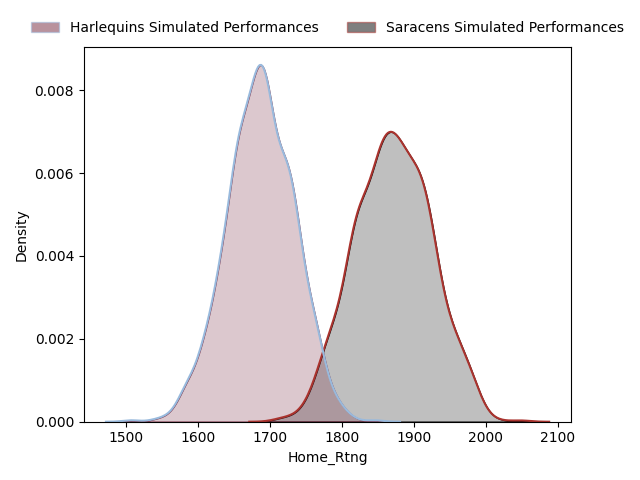 Harlequins Simulated Performances Saracens Simulated Performances
0.008
0.006
0.004
0.002
0.000
Density
1500 1600 1700 1800 1900 2000 2100
Home_Rtng